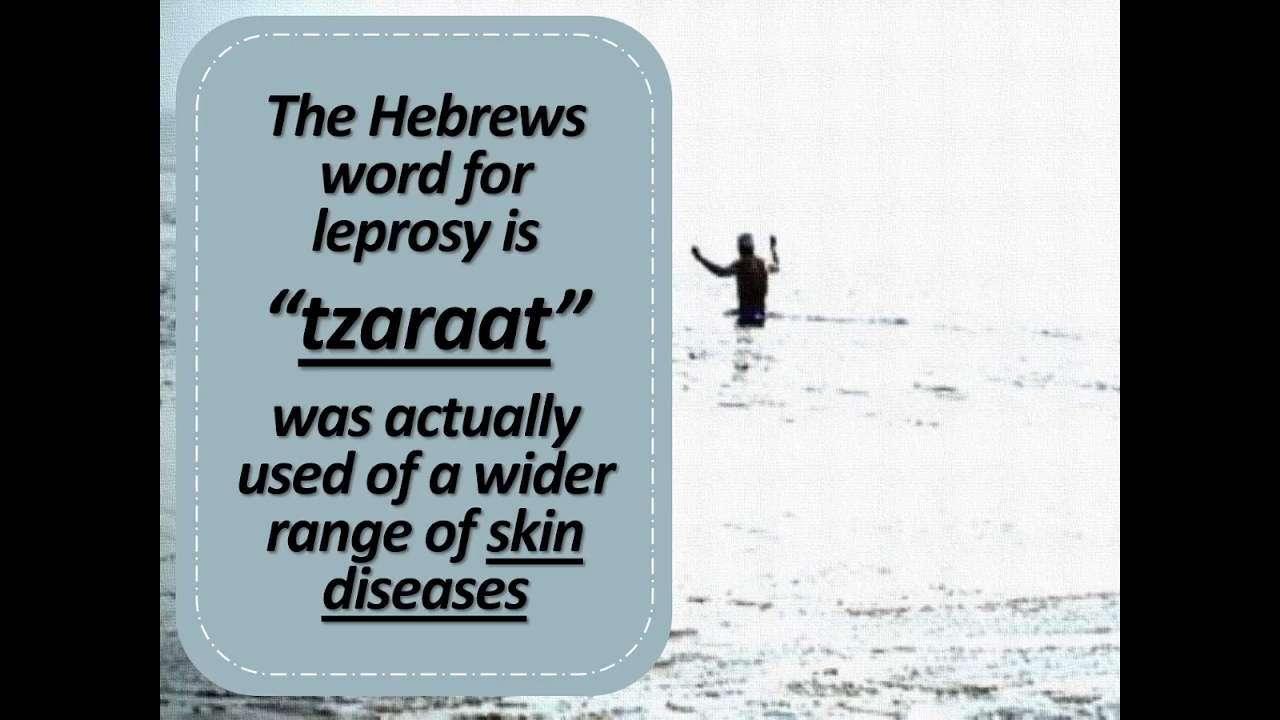 The Hebrews
word for
leprosy is
“tzaraat”
was actually
used of a wider
range of skin
diseases